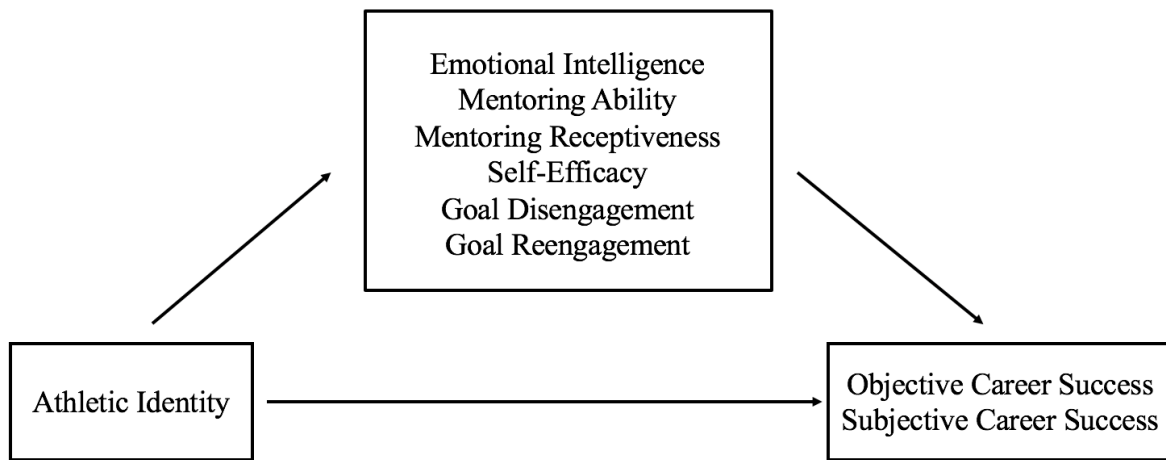 Emotional Intelligence
Mentoring Ability
Mentoring Receptiveness
Self-Efficacy
Goal Disengagement
Goal Reengagement
Athletic Identity
Objective Career Success
Subjective Career Success